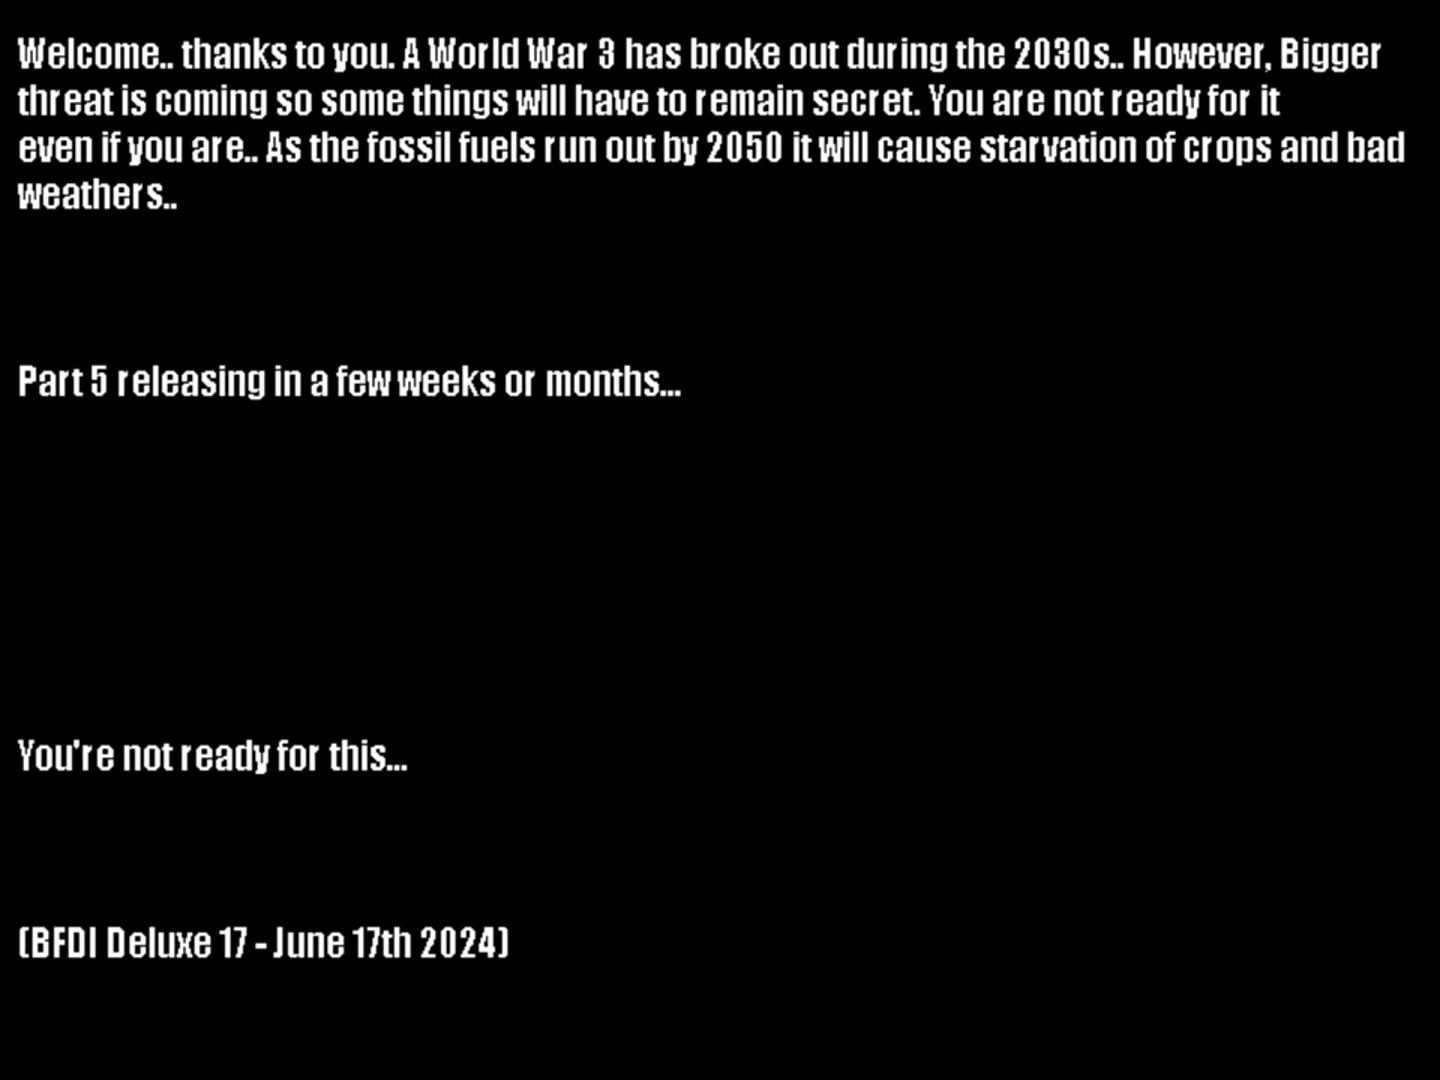 Welcome.. thanks to you. A World War 3 has broke out during the 2030s.. However, Bigger
threat is coming so some things will have to remain secret. You are not ready for it
even if you are.. As the fossil fuels run out by 2050 it will cause starvation of crops and bad
weathers..
Part 5 releasing in a few weeks or months...
You're not ready for this...
(BFDI Deluxe 17 - June 17th 2024)